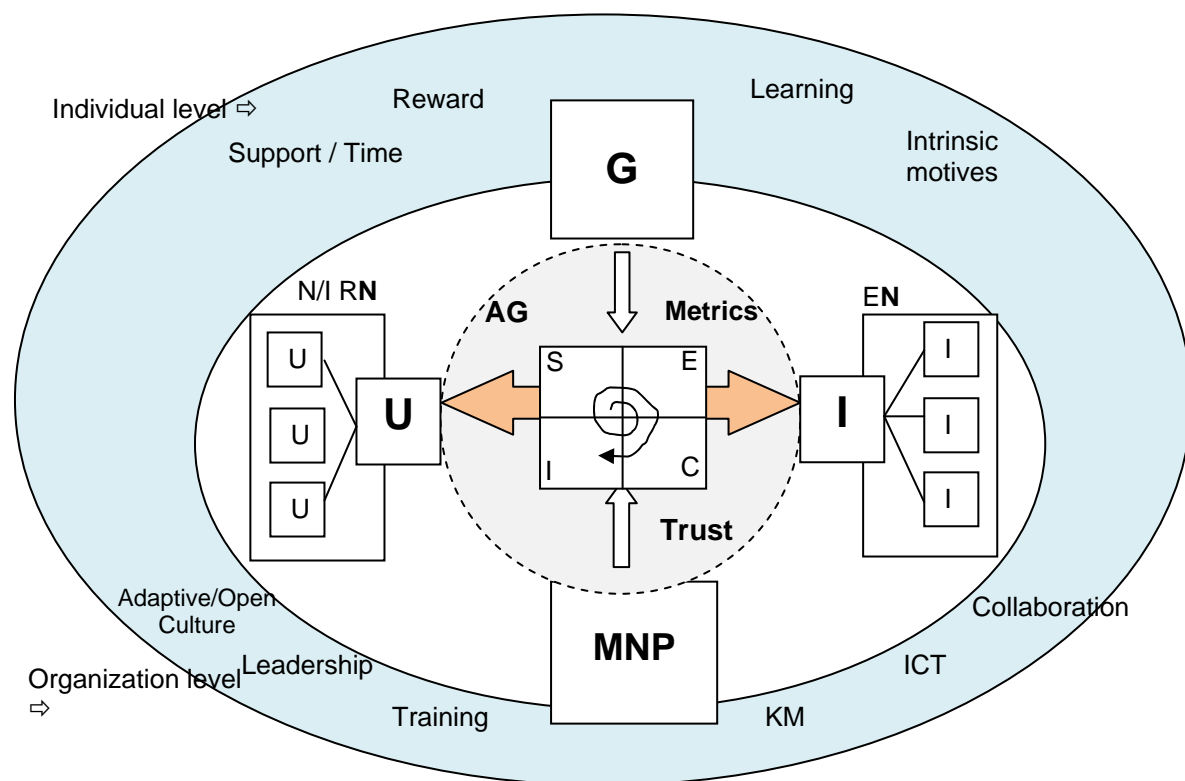 Learning
Reward
Individual level ⇨
Support / Time
Intrinsic
motives
G
N/I RN
EN
AG
Metrics
S
E
U
U
U
U
I
I
I
I
I
C
Trust
Adaptive/Open
Culture
Collaboration
MNP
Leadership
ICT
Organization level
⇨
Training
KM